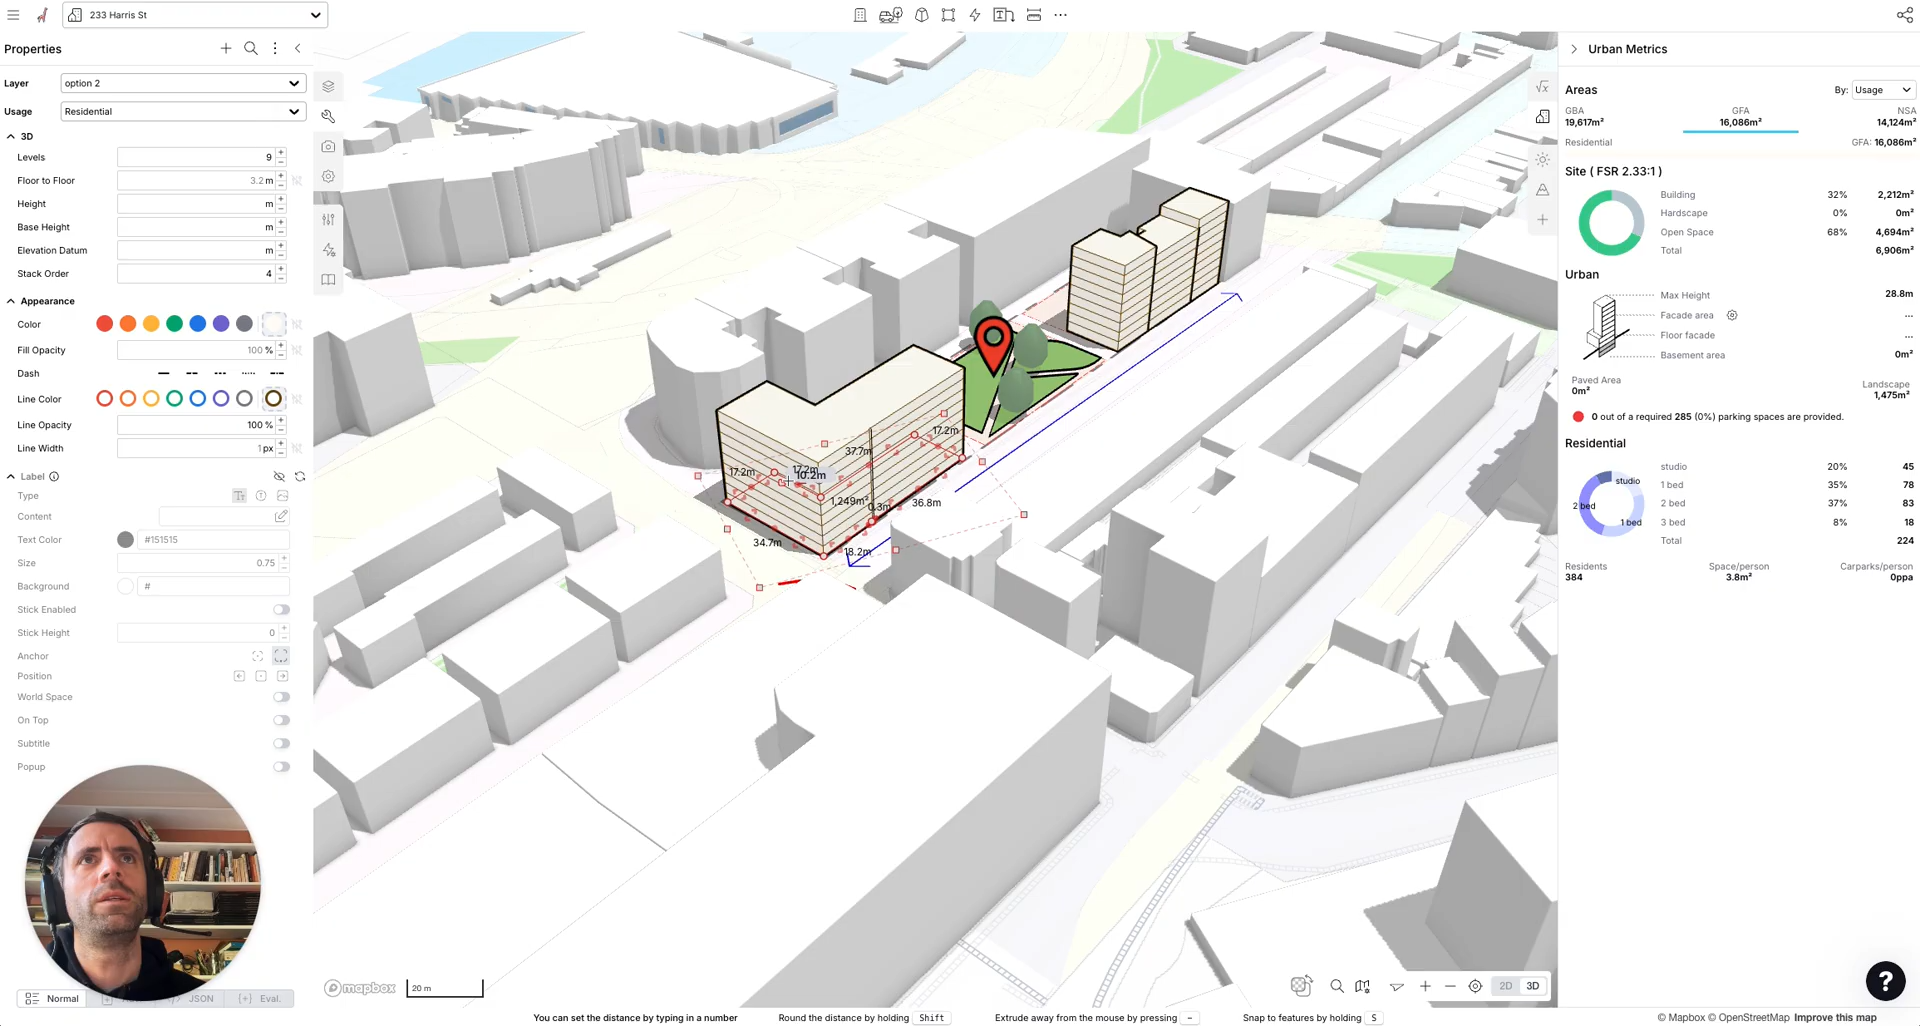 233 Harris St
Properties
Layer
option 2
Usage
Residential
3D
Levels
9
Floor to Floor
3.2 m
Height
m
Base Height
m
Elevation Datum
m
Stack Order
4
Appearance
Color
Fill Opacity
100 %
Dash
Line Color
Line Opacity
100 %
Line Width
1 px
Label
Type
Content
Text Color
#151515
Size
0.75
Background
#
Stick Enabled
Stick Height
0
Anchor
Position
World Space
On Top
Subtitle
Popup
Normal
JSON
{+} Eval.
17.2m
37.7m
17.2m
17.2m
10.2m
1,249m²
0.3m
36.8m
34.7m
18.2m
mapbox
20 m
2D
3D
You can set the distance by typing in a number
Round the distance by holding Shift
Extrude away from the mouse by pressing –
Snap to features by holding S
© Mapbox © OpenStreetMap Improve this map
Urban Metrics
Areas
By: Usage
GBA
GFA
NSA
19,617m²
16,086m²
14,124m²
Residential
GFA: 16,086m²
Site ( FSR 2.33:1 )
Building 32% 2,212m²
Hardscape 0% 0m²
Open Space 68% 4,694m²
Total 6,906m²
Urban
Max Height 28.8m
Facade area ...
Floor facade ...
Basement area 0m²
Paved Area
0m²
Landscape
1,475m²
0 out of a required 285 (0%) parking spaces are provided.
Residential
studio
2 bed
1 bed
studio 20% 45
1 bed 35% 78
2 bed 37% 83
3 bed 8% 18
Total 224
Residents
384
Space/person
3.8m²
Carparks/person
0ppa
?